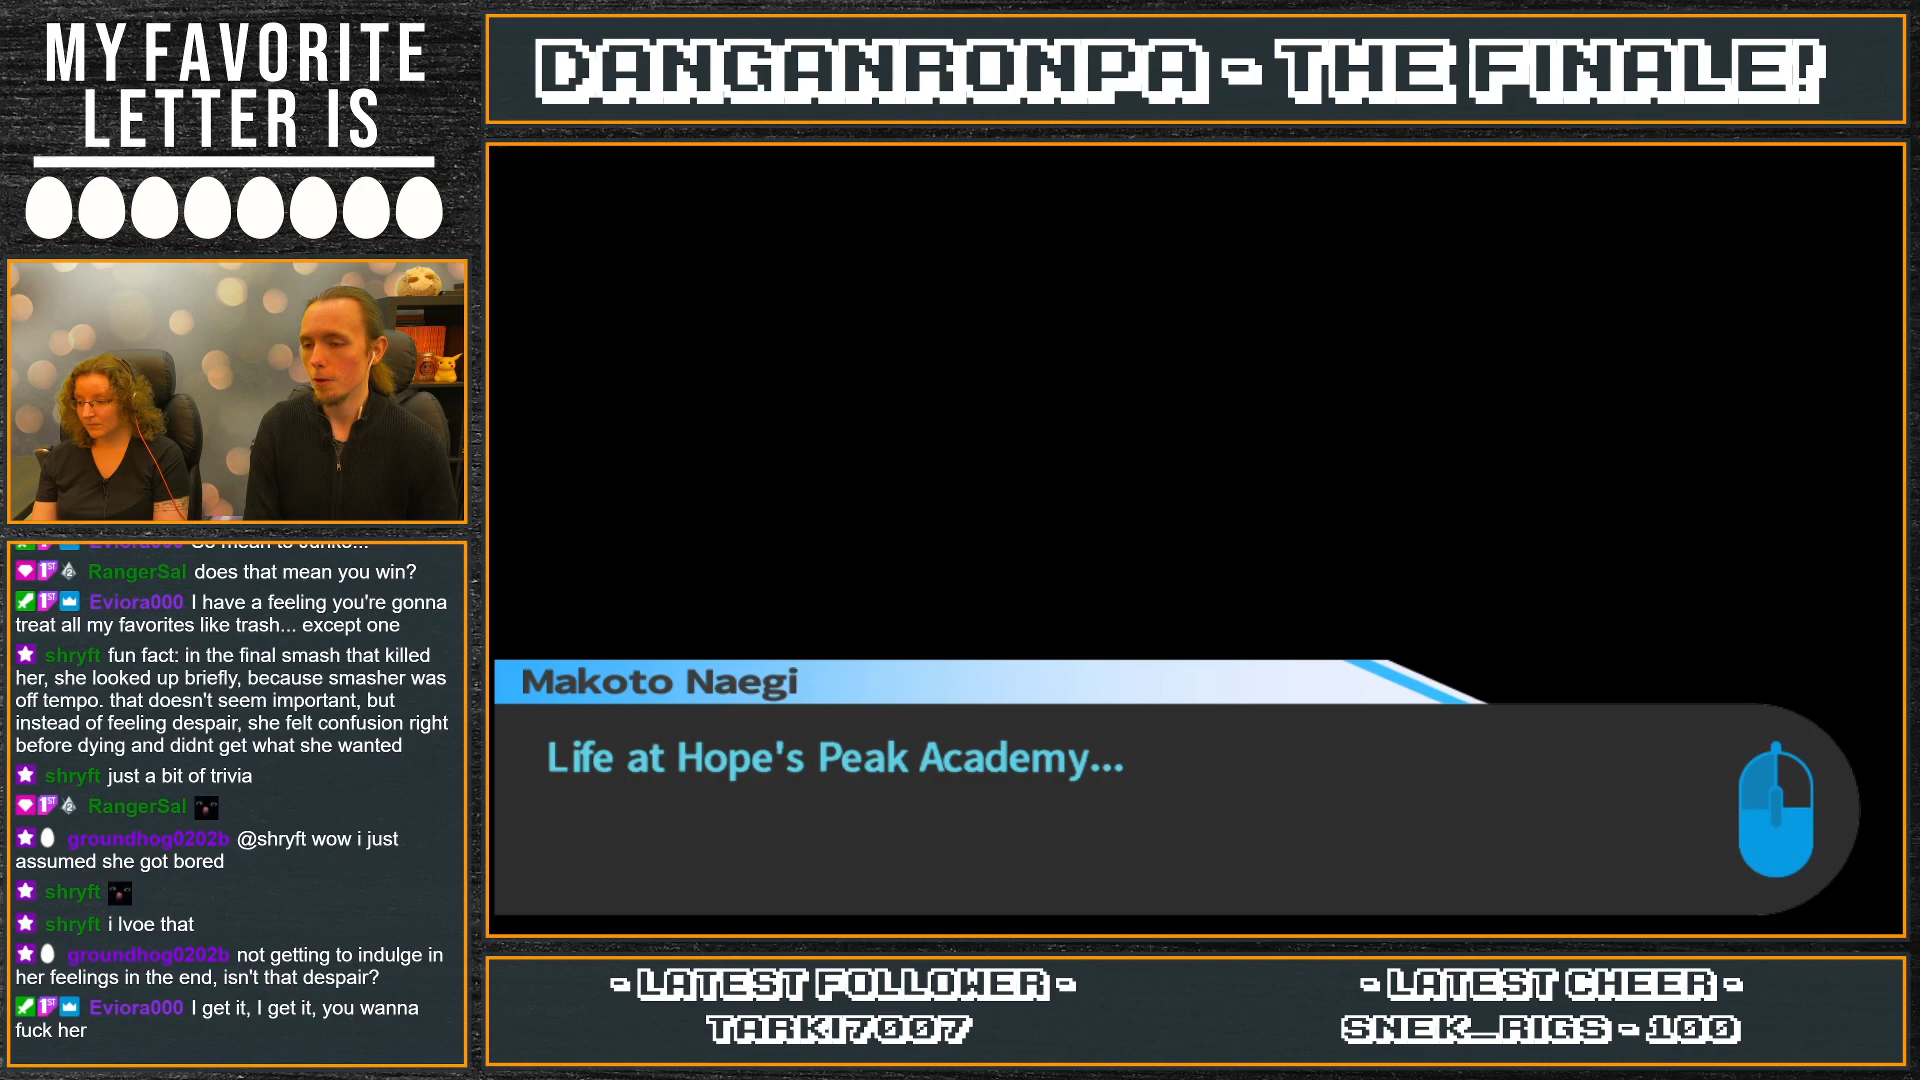 MY FAVORITE
LETTER IS
DANGANRONPA - THE FINALE!
Eviora000 So mean to Junko...
RangerSal does that mean you win?
Eviora000 I have a feeling you're gonna
treat all my favorites like trash... except one
shryft fun fact: in the final smash that killed
her, she looked up briefly, because smasher was
off tempo. that doesn't seem important, but
instead of feeling despair, she felt confusion right
before dying and didnt get what she wanted
shryft just a bit of trivia
RangerSal
groundhog0202b @shryft wow i just
assumed she got bored
shryft
shryft i lvoe that
groundhog0202b not getting to indulge in
her feelings in the end, isn't that despair?
Eviora000 I get it, I get it, you wanna
fuck her
Makoto Naegi
Life at Hope's Peak Academy...
- LATEST FOLLOWER -
TARKI7007
- LATEST CHEER -
SNEK_RIGS - 100